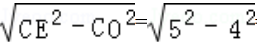 √CE² - CO² = √5² - 4²